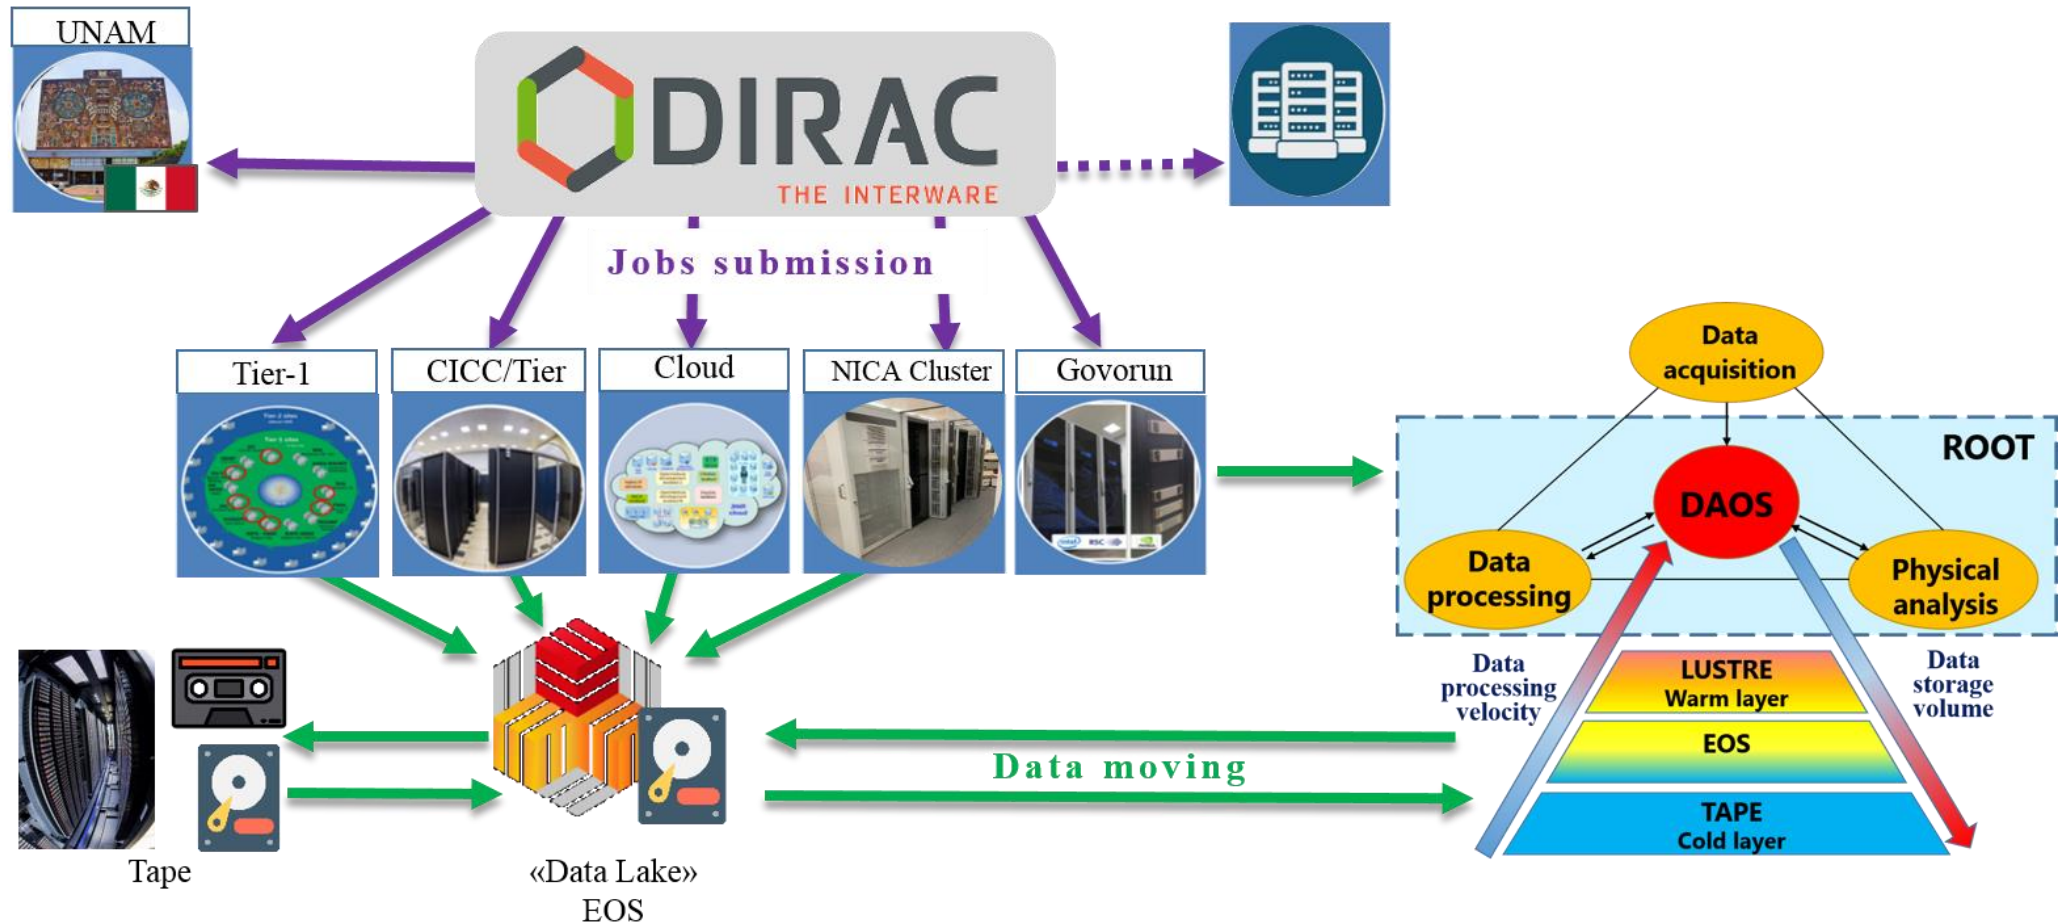 UNAM
DIRAC
THE INTERWARE
Jobs submission
Tier-1
CICC/Tier
Cloud
NICA Cluster
Govorun
Data
acquisition
ROOT
DAOS
Data
processing
Physical
analysis
Data
processing
velocity
LUSTRE
Warm layer
Data
storage
volume
EOS
TAPE
Cold layer
Data moving
Tape
«Data Lake»
EOS